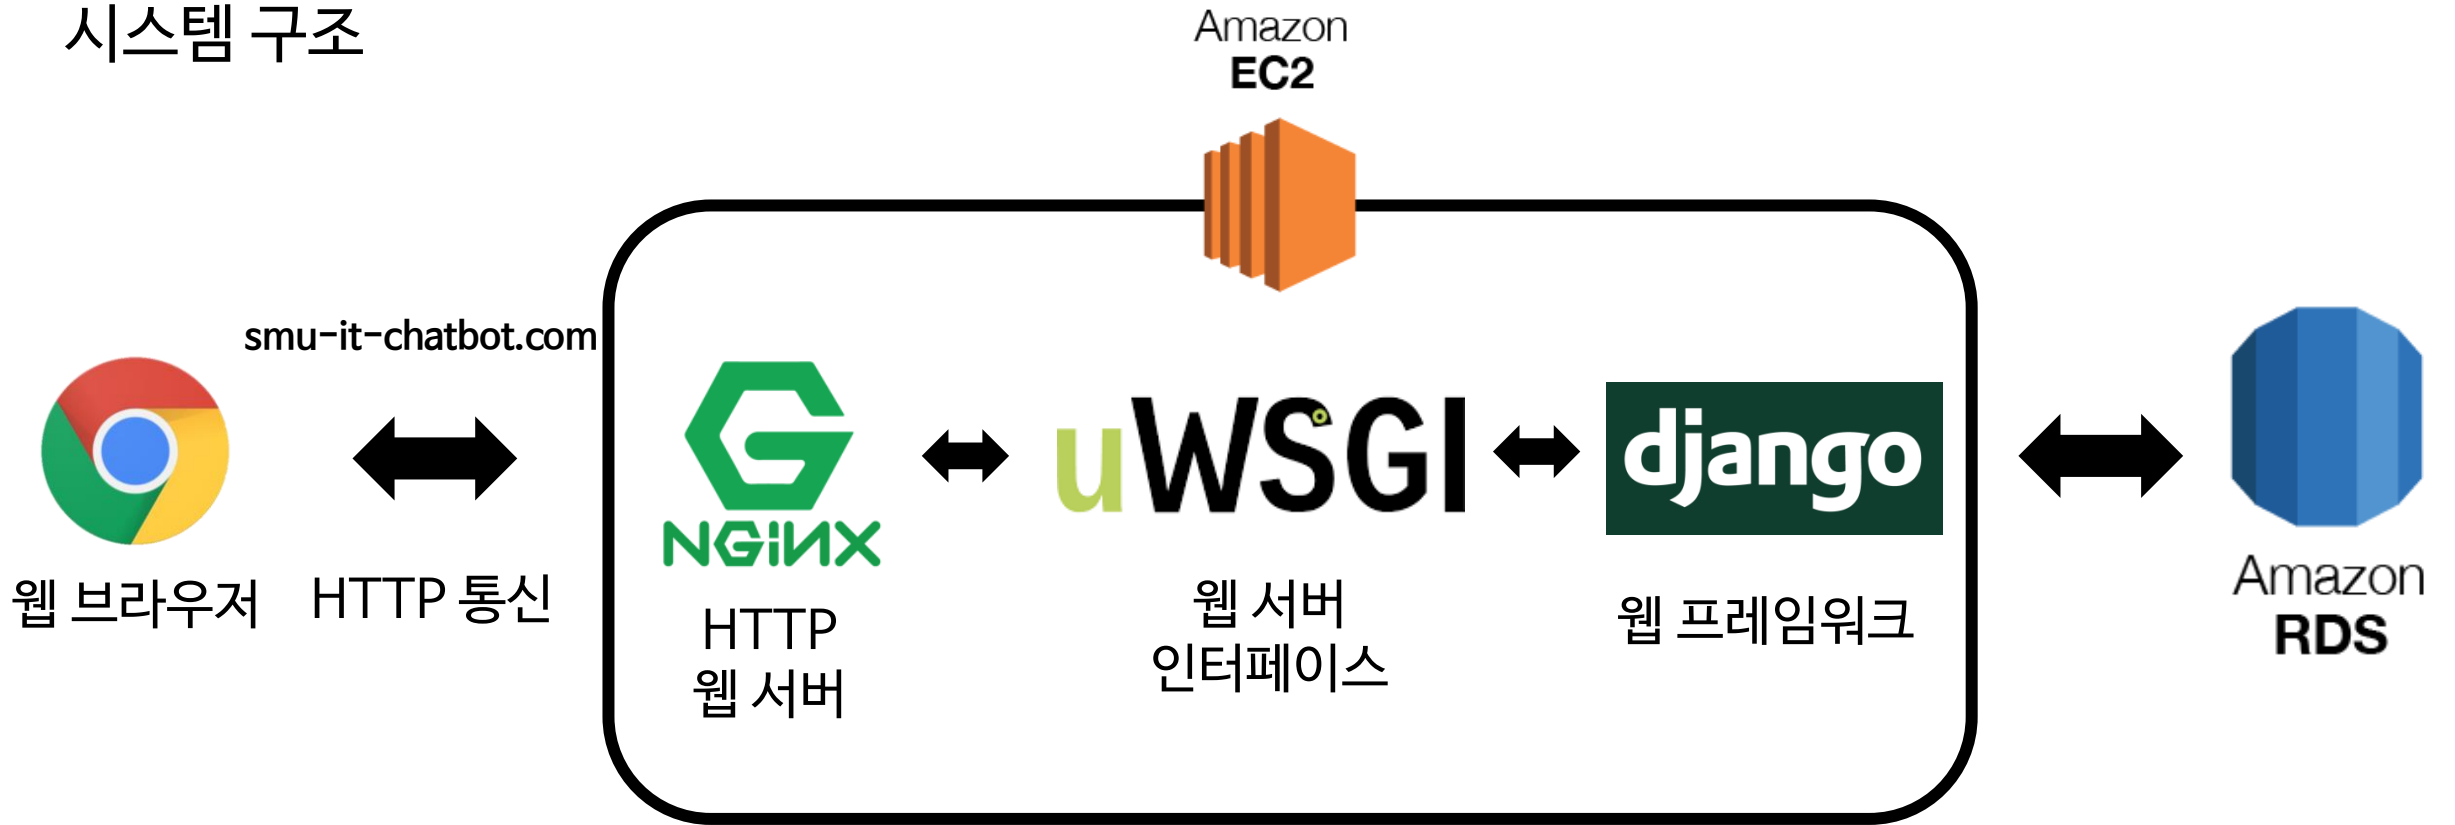 시스템 구조
Amazon
EC2
smu-it-chatbot.com
웹 브라우저
HTTP 통신
NGiNX
HTTP
웹 서버
uWSGI
웹 서버
인터페이스
django
웹 프레임워크
Amazon
RDS